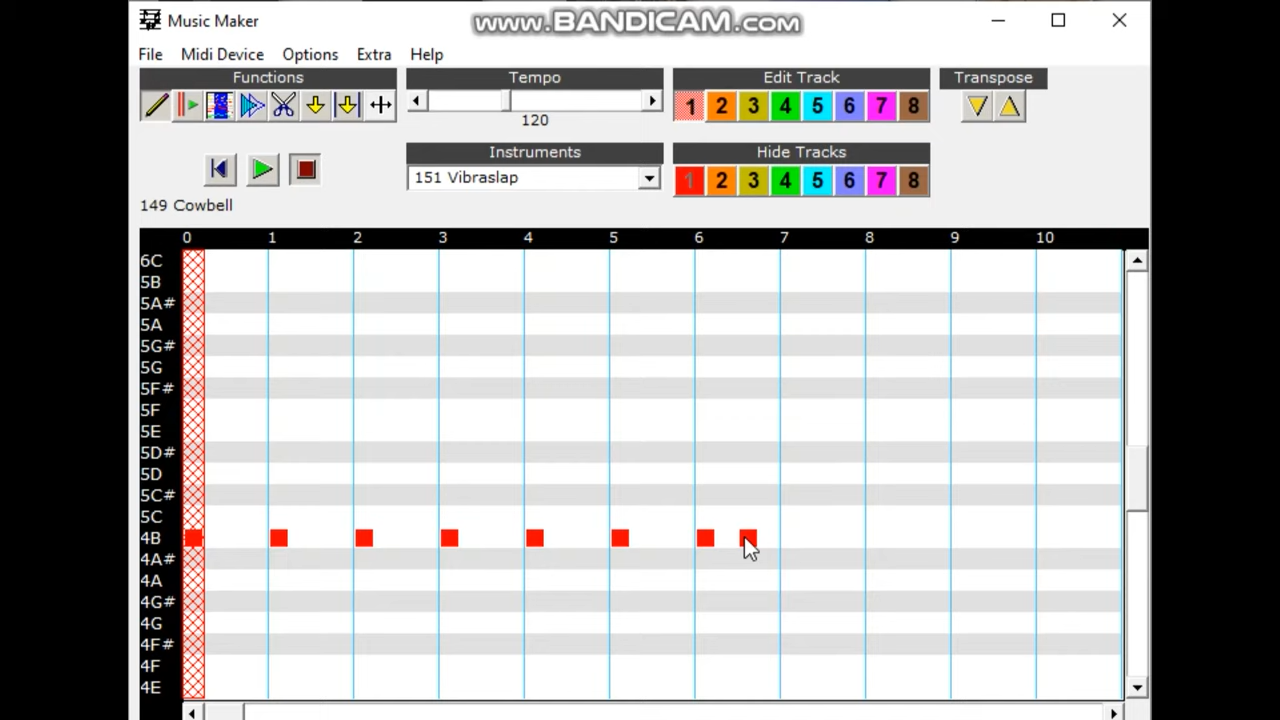 Music Maker
www.BANDICAM.com
File Midi Device Options Extra Help
Functions Tempo Edit Track Transpose
1 2 3 4 5 6 7 8
120
Instruments Hide Tracks
151 Vibraslap 1 2 3 4 5 6 7 8
149 Cowbell
0 1 2 3 4 5 6 7 8 9 10
6C
5B
5A#
5A
5G#
5G
5F#
5F
5E
5D#
5D
5C#
5C
4B
4A#
4A
4G#
4G
4F#
4F
4E